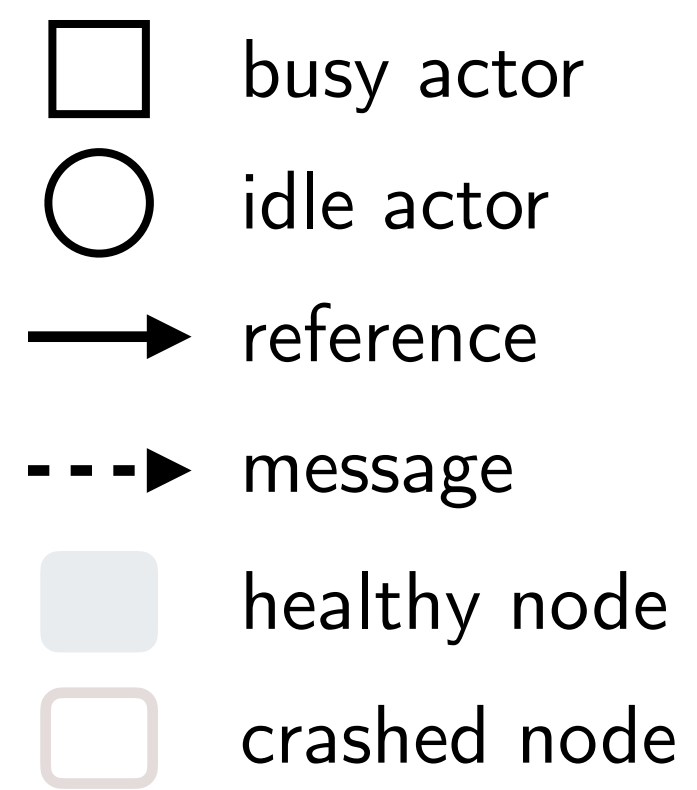 busy actor
idle actor
reference
message
healthy node
crashed node